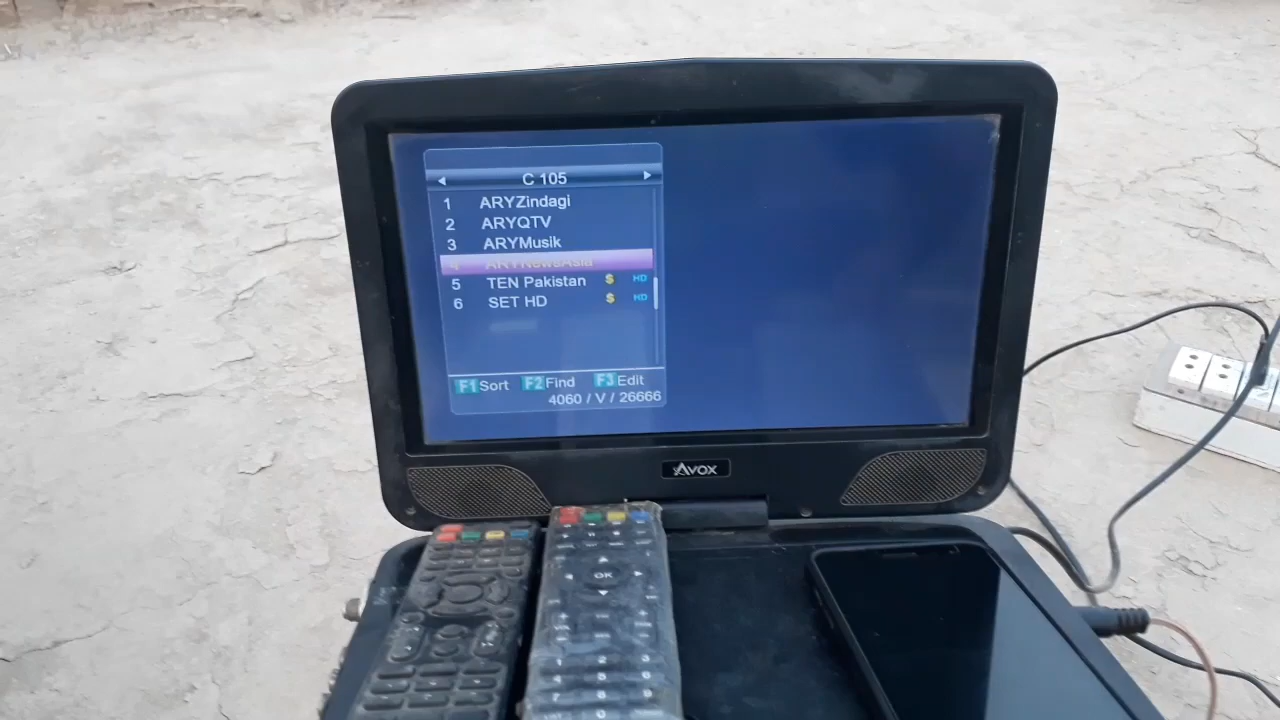 C 105
1 ARYZindagi
2 ARYQTV
3 ARYMusik
4 ARYNewsAsia
5 TEN Pakistan $ HD
6 SET HD $ HD
F1 Sort F2 Find F3 Edit
4060 / V / 26666
AVOX
OK